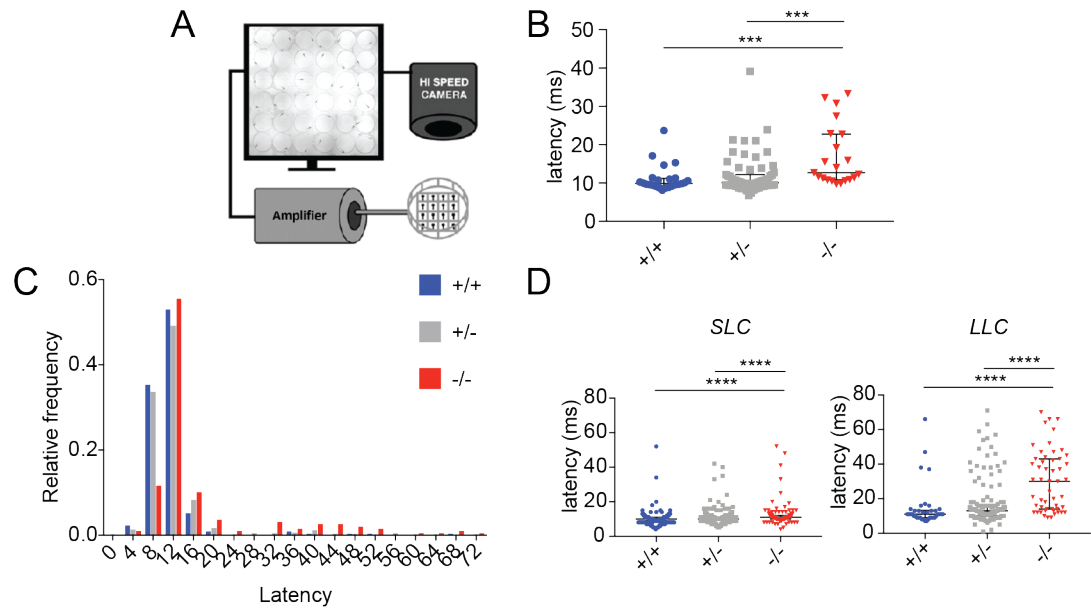 A
HI SPEED
CAMERA
Amplifier
B
***
***
latency (ms)
50
40
30
20
10
0
+/+
+/-
-/-
C
Relative frequency
0.6
0.4
0.2
0.0
0 4 8 12 16 20 24 28 32 36 40 44 48 52 56 60 64 68 72
Latency
+/+
+/-
-/-
D
SLC
****
****
latency (ms)
80
60
40
20
0
+/+
+/-
-/-
LLC
****
****
latency (ms)
80
60
40
20
0
+/+
+/-
-/-